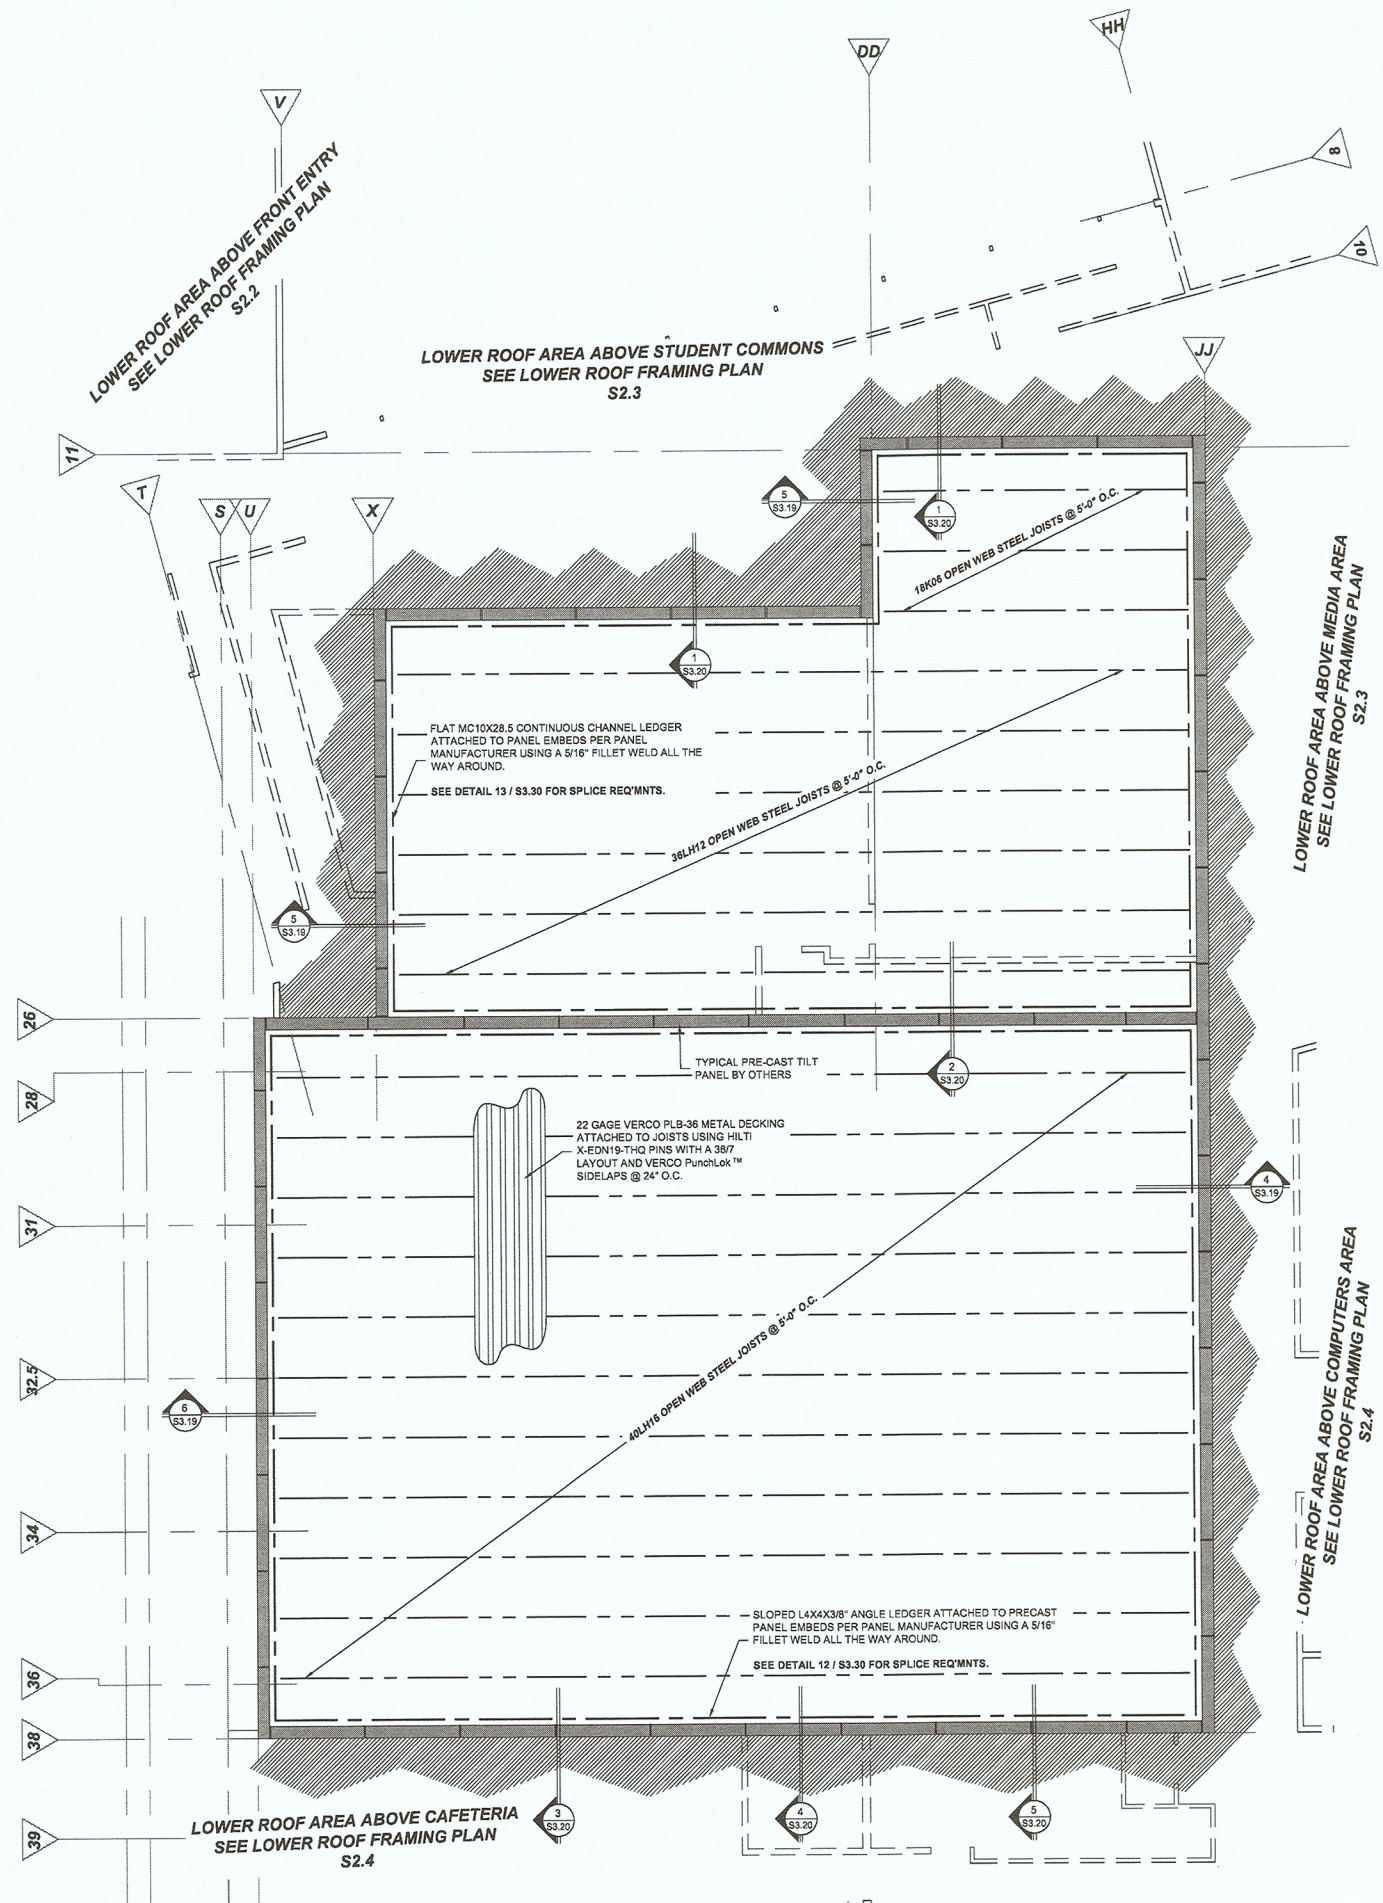 HH
DD
V
8
10
LOWER ROOF AREA ABOVE FRONT ENTRY
SEE LOWER ROOF FRAMING PLAN
S2.2
LOWER ROOF AREA ABOVE STUDENT COMMONS
SEE LOWER ROOF FRAMING PLAN
S2.3
JJ
11
T
S
U
X
5
S3.19
1
S3.20
18K06 OPEN WEB STEEL JOISTS @ 5'-0" O.C.
LOWER ROOF AREA ABOVE MEDIA AREA
SEE LOWER ROOF FRAMING PLAN
S2.3
1
S3.20
FLAT MC10X28.5 CONTINUOUS CHANNEL LEDGER
ATTACHED TO PANEL EMBEDS PER PANEL
MANUFACTURER USING A 5/16" FILLET WELD ALL THE
WAY AROUND.
SEE DETAIL 13 / S3.30 FOR SPLICE REQ'MNTS.
36LH12 OPEN WEB STEEL JOISTS @ 5'-0" O.C.
5
S3.19
26
TYPICAL PRE-CAST TILT
PANEL BY OTHERS
2
S3.20
28
22 GAGE VERCO PLB-36 METAL DECKING
ATTACHED TO JOISTS USING HILTI
X-EDN19-THQ PINS WITH A 36/7
LAYOUT AND VERCO PunchLok™
SIDELAPS @ 24" O.C.
4
S3.19
31
40LH16 OPEN WEB STEEL JOISTS @ 5'-0" O.C.
LOWER ROOF AREA ABOVE COMPUTERS AREA
SEE LOWER ROOF FRAMING PLAN
S2.4
32.5
6
S3.19
34
SLOPED L4X4X3/8" ANGLE LEDGER ATTACHED TO PRECAST
PANEL EMBEDS PER PANEL MANUFACTURER USING A 5/16"
FILLET WELD ALL THE WAY AROUND.
SEE DETAIL 12 / S3.30 FOR SPLICE REQ'MNTS.
36
38
3
S3.20
4
S3.20
5
S3.20
LOWER ROOF AREA ABOVE CAFETERIA
SEE LOWER ROOF FRAMING PLAN
S2.4
39